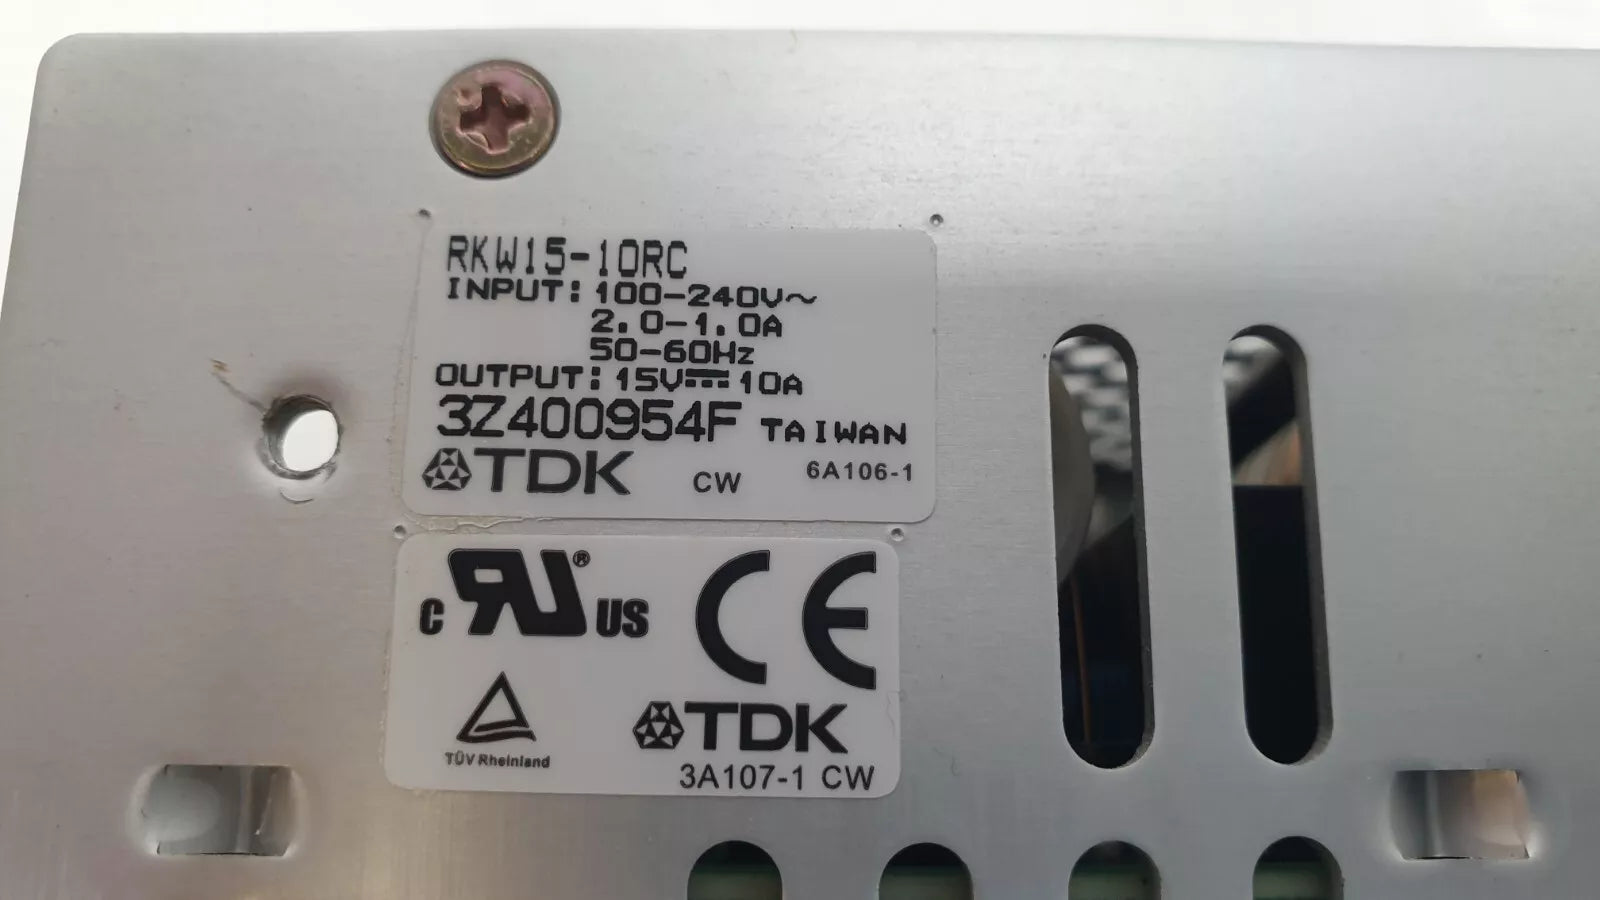 RKW15-10RC
INPUT: 100-240V~
2.0-1.0A
50-60Hz
OUTPUT: 15V⎓10A
3Z400954F TAIWAN
TDK CW 6A106-1
C RU ® US CE
TÜV Rheinland
TDK
3A107-1 CW